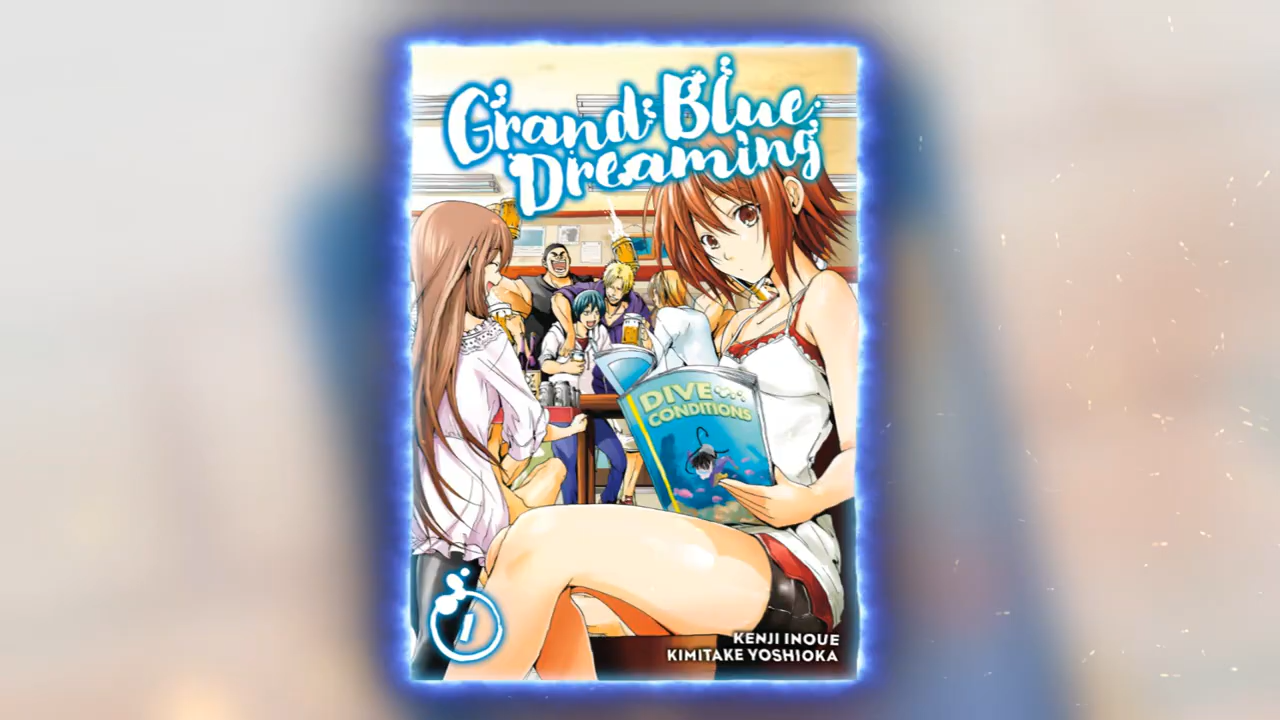 Grand Blue
Dreaming
DIVE
CONDITIONS
1
KENJI INOUE
KIMITAKE YOSHIOKA